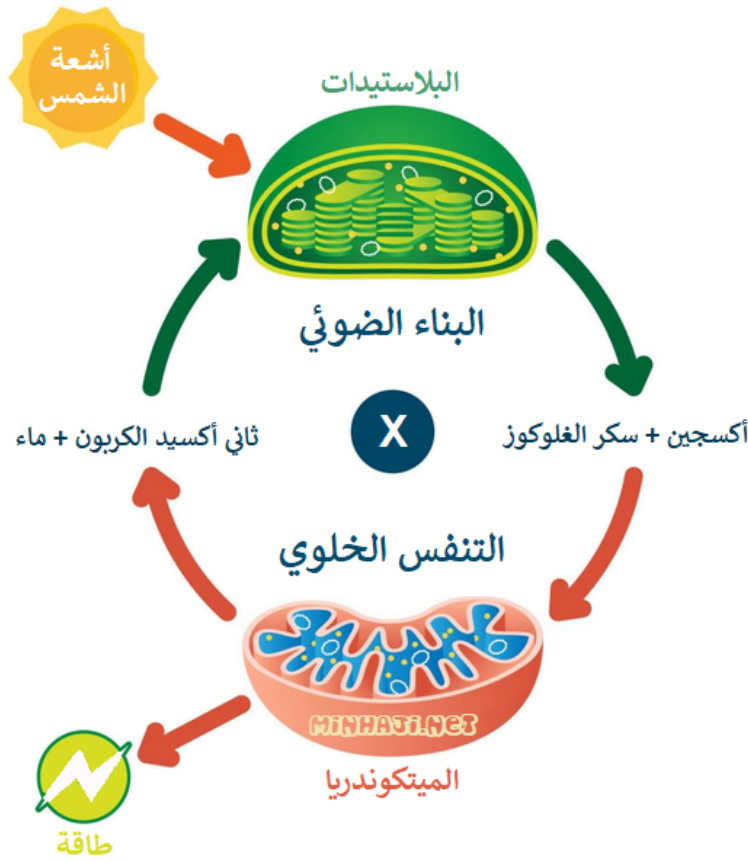 أشعة
الشمس
البلاستيدات
البناء الضوئي
أكسجين + سكر الغلوكوز
X
ثاني أكسيد الكربون + ماء
التنفس الخلوي
MiNHAJi.NET
الميتكوندريا
طاقة